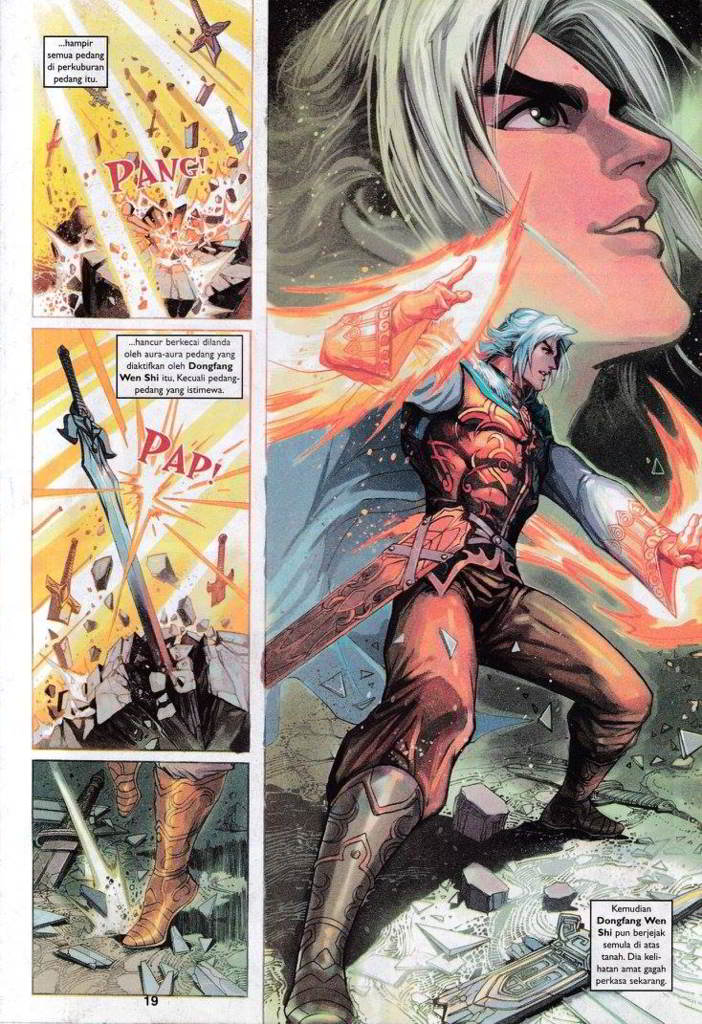 ...hampir
semua pedang
di perkuburan
pedang itu.
PANG!
...hancur berkecai dilanda
oleh aura-aura pedang yang
diaktifkan oleh Dongfang
Wen Shi itu. Kecuali pedang-
pedang yang istimewa.
PAP!
Kemudian
Dongfang Wen
Shi pun berjejak
semula di atas
tanah. Dia keli-
hatan amat gagah
perkasa sekarang.
19